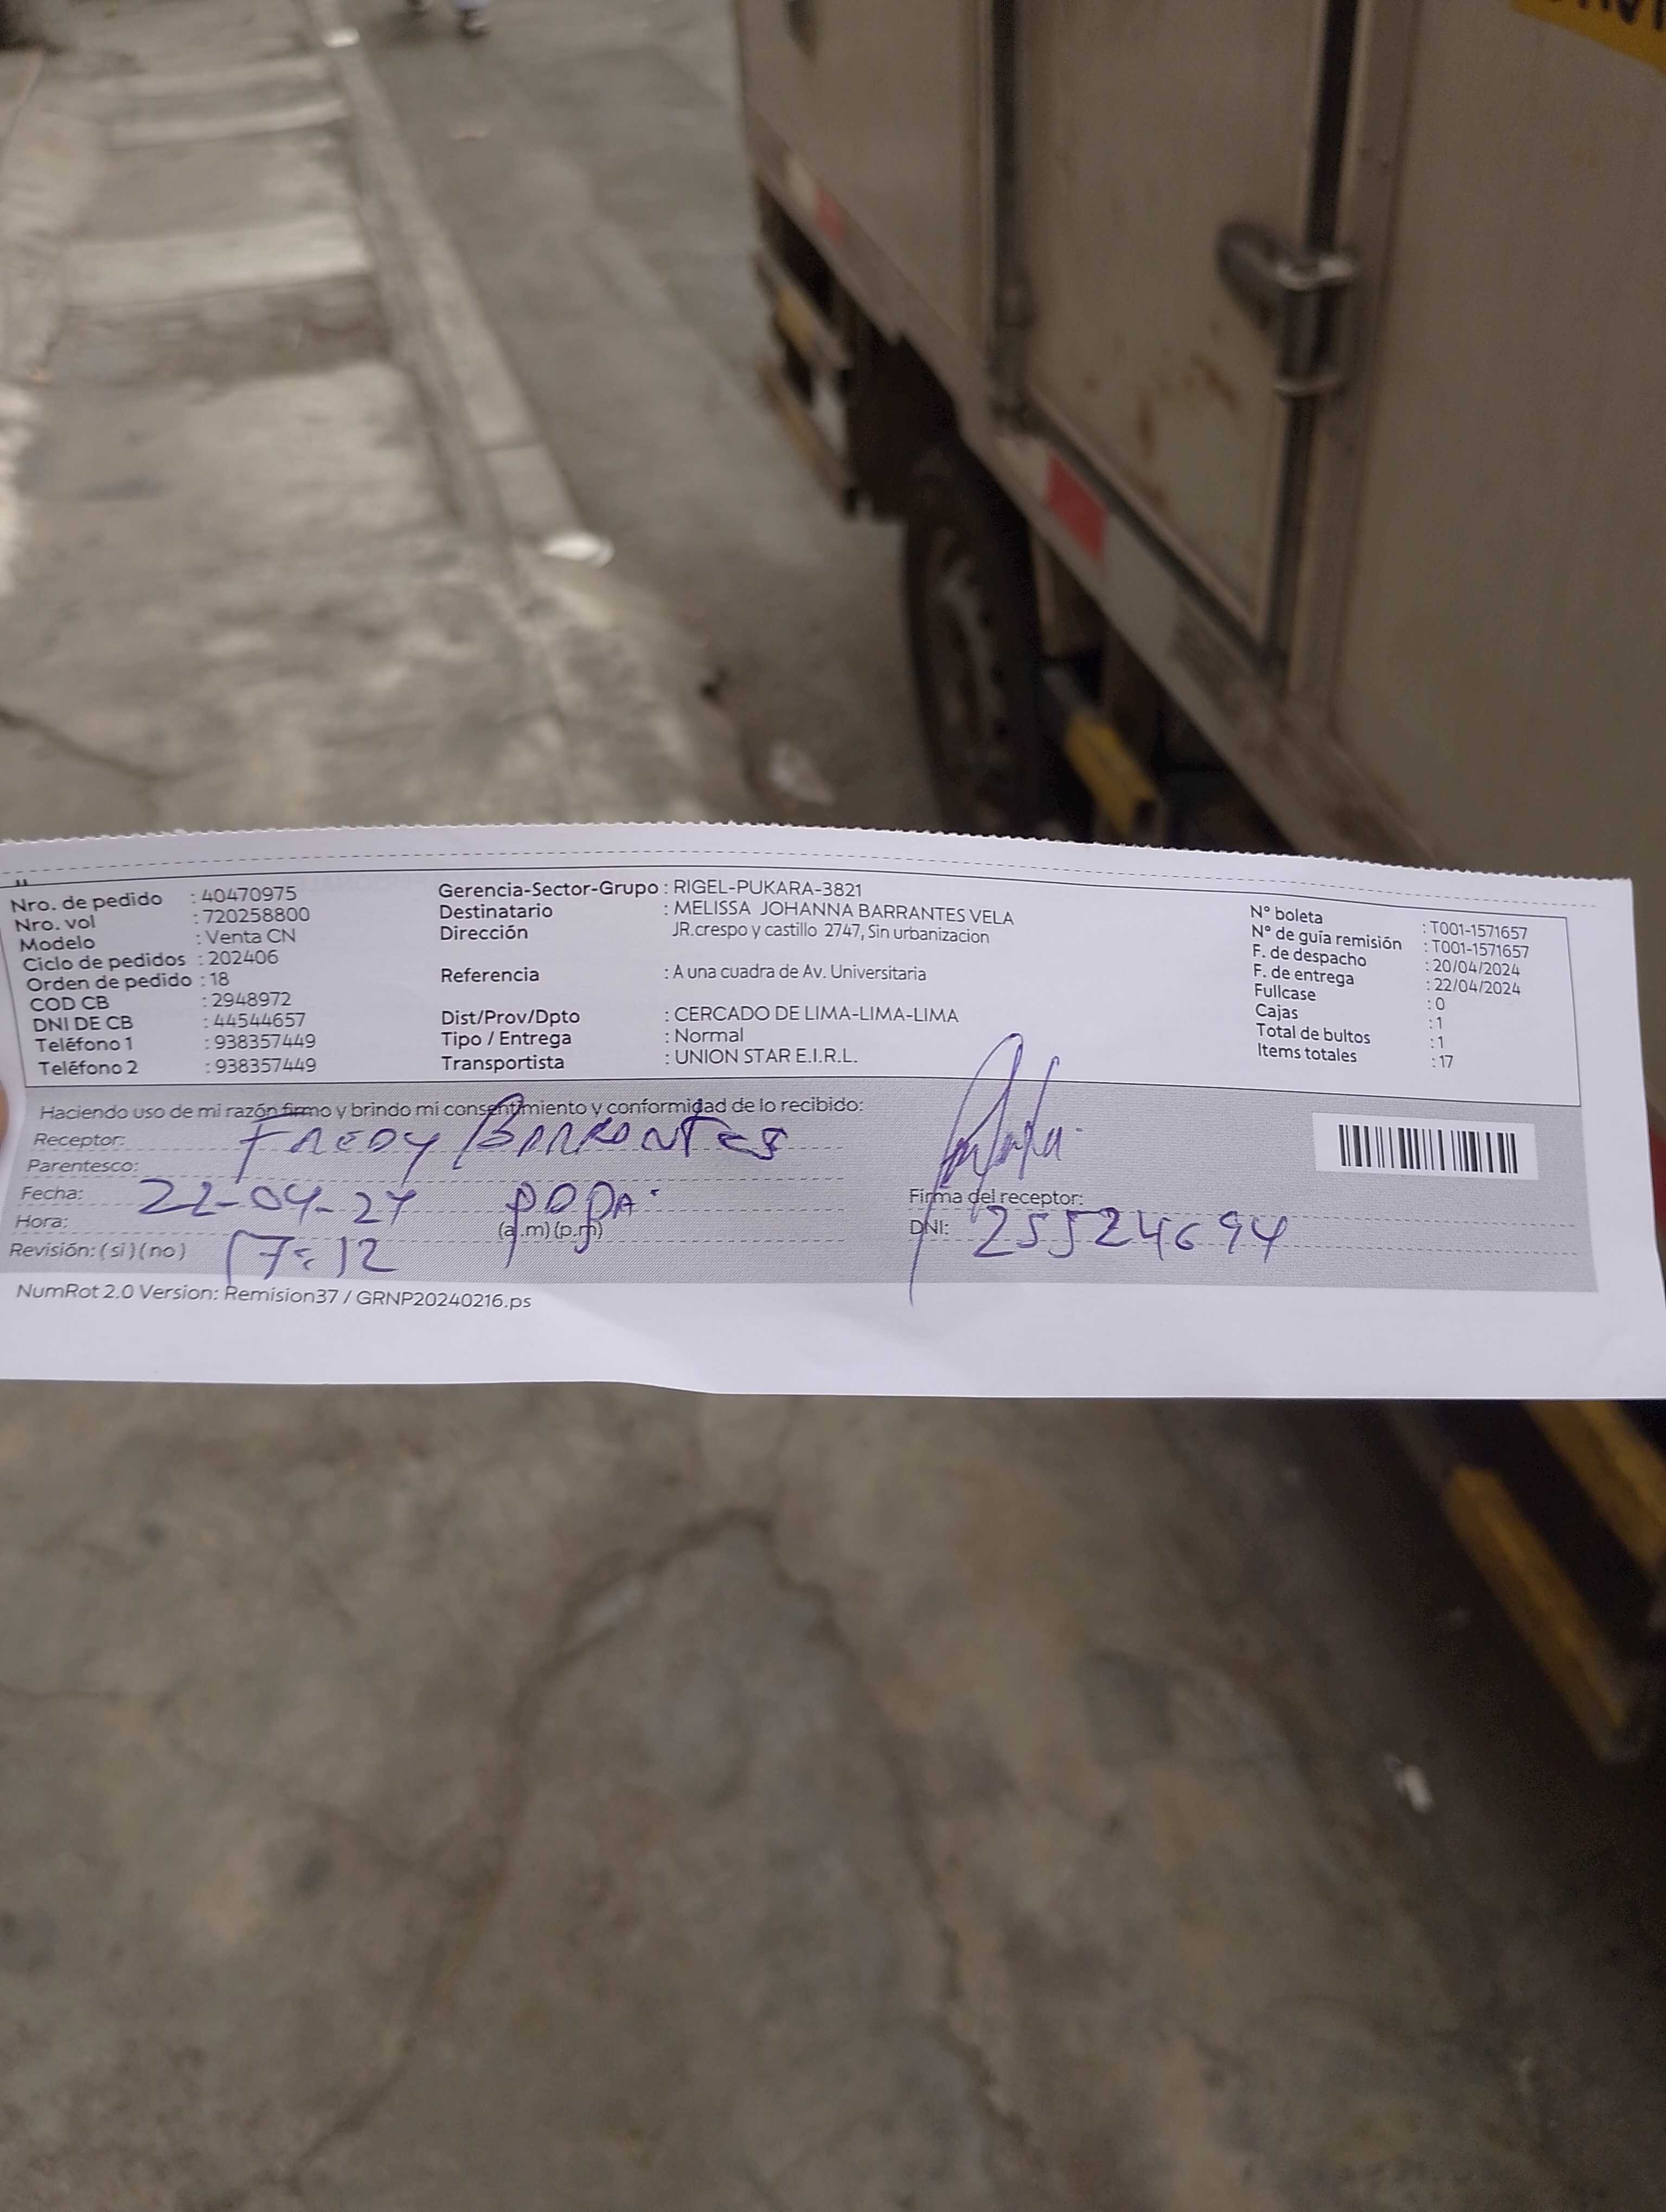 Nro. de pedido : 40470975
Nro. vol : 720258800
Modelo : Venta CN
Ciclo de pedidos : 202406
Orden de pedido : 18
COD CB : 2948972
DNI DE CB : 44544657
Teléfono 1 : 938357449
Teléfono 2 : 938357449
Gerencia-Sector-Grupo : RIGEL-PUKARA-3821
Destinatario : MELISSA JOHANNA BARRANTES VELA
Dirección JR.crespo y castillo 2747, Sin urbanizacion
Referencia : A una cuadra de Av. Universitaria
Dist/Prov/Dpto : CERCADO DE LIMA-LIMA-LIMA
Tipo / Entrega : Normal
Transportista : UNION STAR E.I.R.L.
N° boleta : T001-1571657
N° de guía remisión : T001-1571657
F. de despacho : 20/04/2024
F. de entrega : 22/04/2024
Fullcase : 0
Cajas : 1
Total de bultos : 1
Items totales : 17
Haciendo uso de mi razón firmo y brindo mi consentimiento y conformidad de lo recibido:
Receptor: FREDY BARRANTES
Parentesco: PAPA
Fecha: 22-04-24
Hora: 17:12 (a.m) (p.m)
Revisión: (si) (no)
Firma del receptor:
DNI: 25524694
NumRot 2.0 Version: Remision37 / GRNP20240216.ps